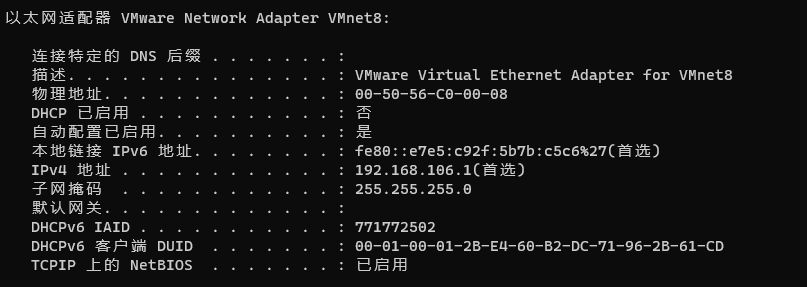 以太网适配器 VMware Network Adapter VMnet8:
连接特定的 DNS 后缀 . . . . . . . :
描述. . . . . . . . . . . . . . . : VMware Virtual Ethernet Adapter for VMnet8
物理地址. . . . . . . . . . . . . : 00-50-56-C0-00-08
DHCP 已启用 . . . . . . . . . . . : 否
自动配置已启用. . . . . . . . . . : 是
本地链接 IPv6 地址. . . . . . . . : fe80::e7e5:c92f:5b7b:c5c6%27(首选)
IPv4 地址 . . . . . . . . . . . . : 192.168.106.1(首选)
子网掩码  . . . . . . . . . . . . : 255.255.255.0
默认网关. . . . . . . . . . . . . :
DHCPv6 IAID . . . . . . . . . . . : 771772502
DHCPv6 客户端 DUID  . . . . . . . : 00-01-00-01-2B-E4-60-B2-DC-71-96-2B-61-CD
TCPIP 上的 NetBIOS  . . . . . . . : 已启用